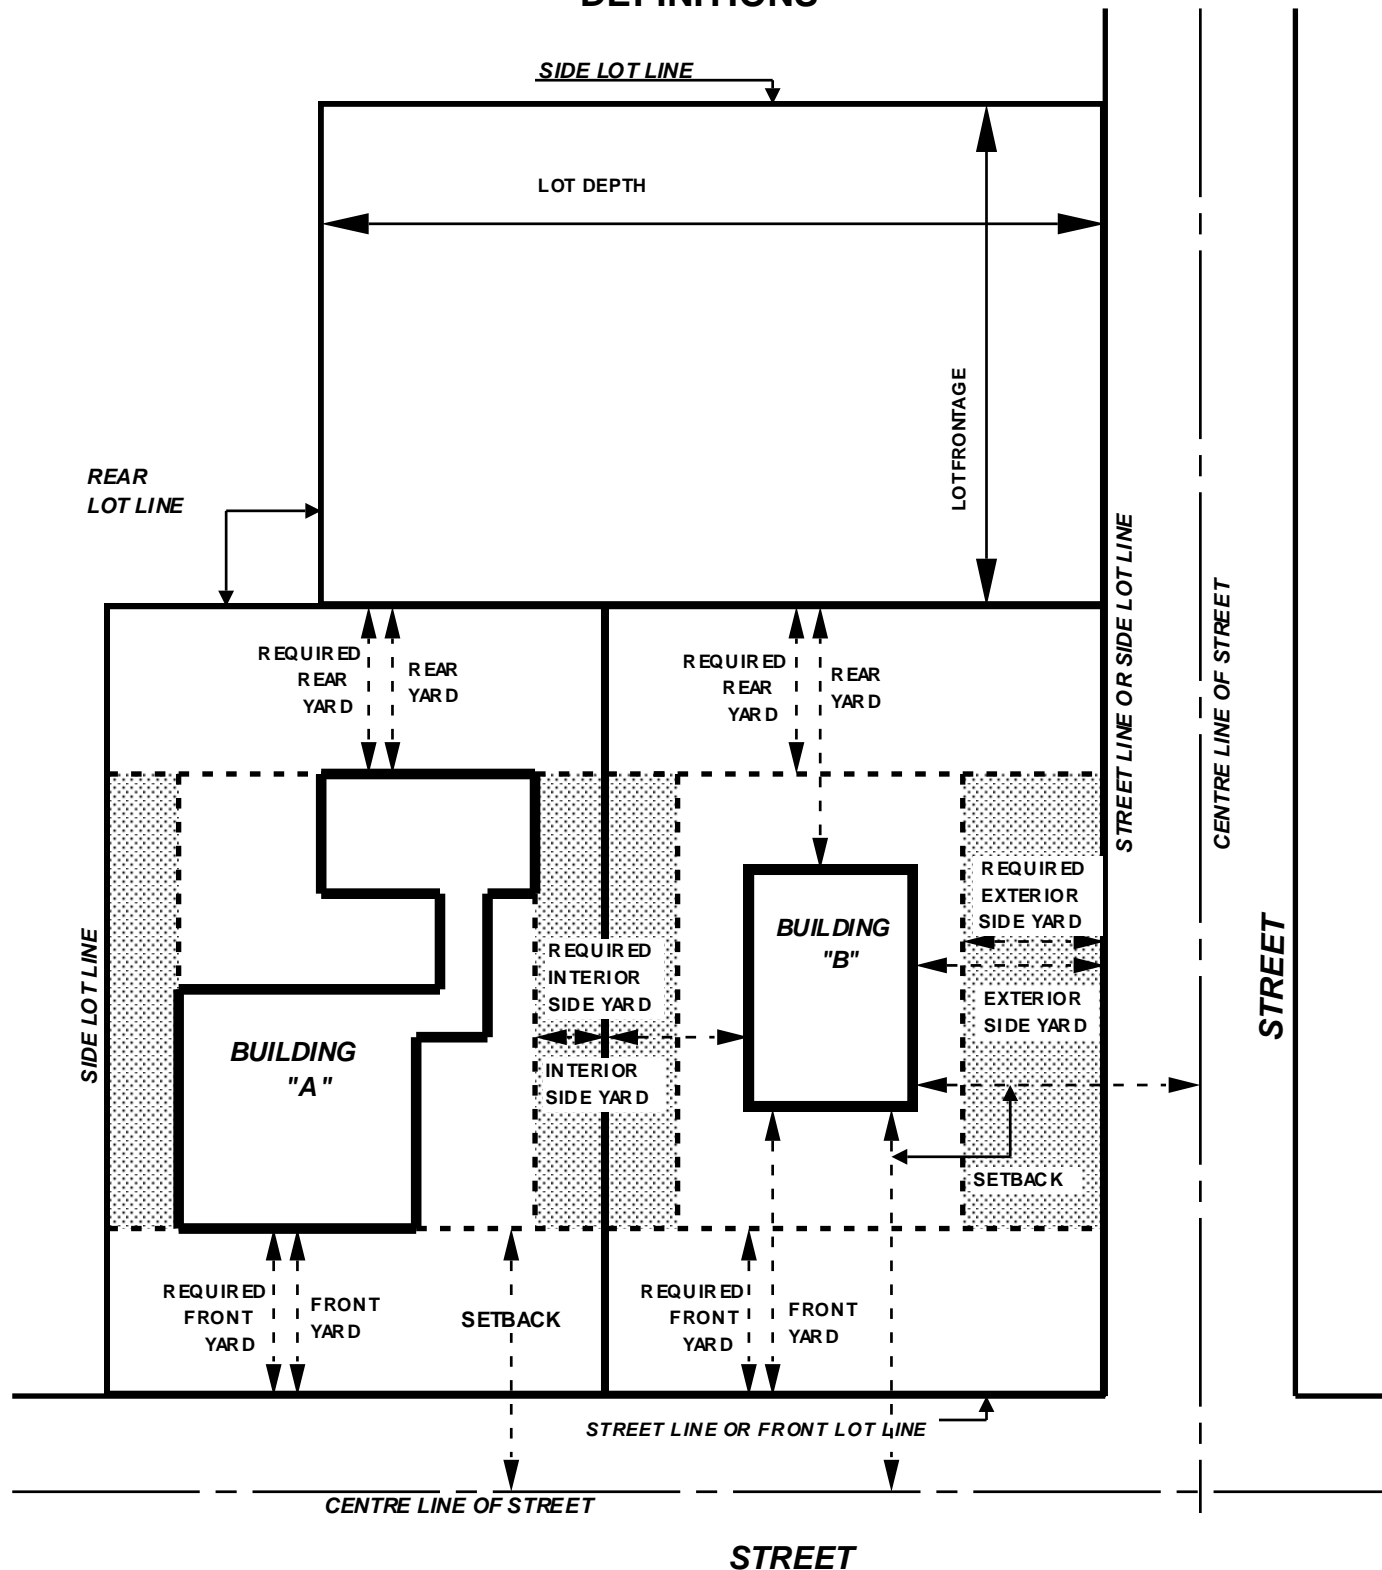 DEFINITIONS
SIDE LOT LINE
LOT DEPTH
LOT FRONTAGE
REAR
LOT LINE
STREET LINE OR SIDE LOT LINE
CENTRE LINE OF STREET
STREET
REQUIRED
REAR
YARD
REAR
YARD
REQUIRED
REAR
YARD
REAR
YARD
SIDE LOT LINE
BUILDING
"A"
REQUIRED
INTERIOR
SIDE YARD
INTERIOR
SIDE YARD
BUILDING
"B"
REQUIRED
EXTERIOR
SIDE YARD
EXTERIOR
SIDE YARD
SETBACK
REQUIRED
FRONT
YARD
FRONT
YARD
SETBACK
REQUIRED
FRONT
YARD
FRONT
YARD
STREET LINE OR FRONT LOT LINE
CENTRE LINE OF STREET
STREET